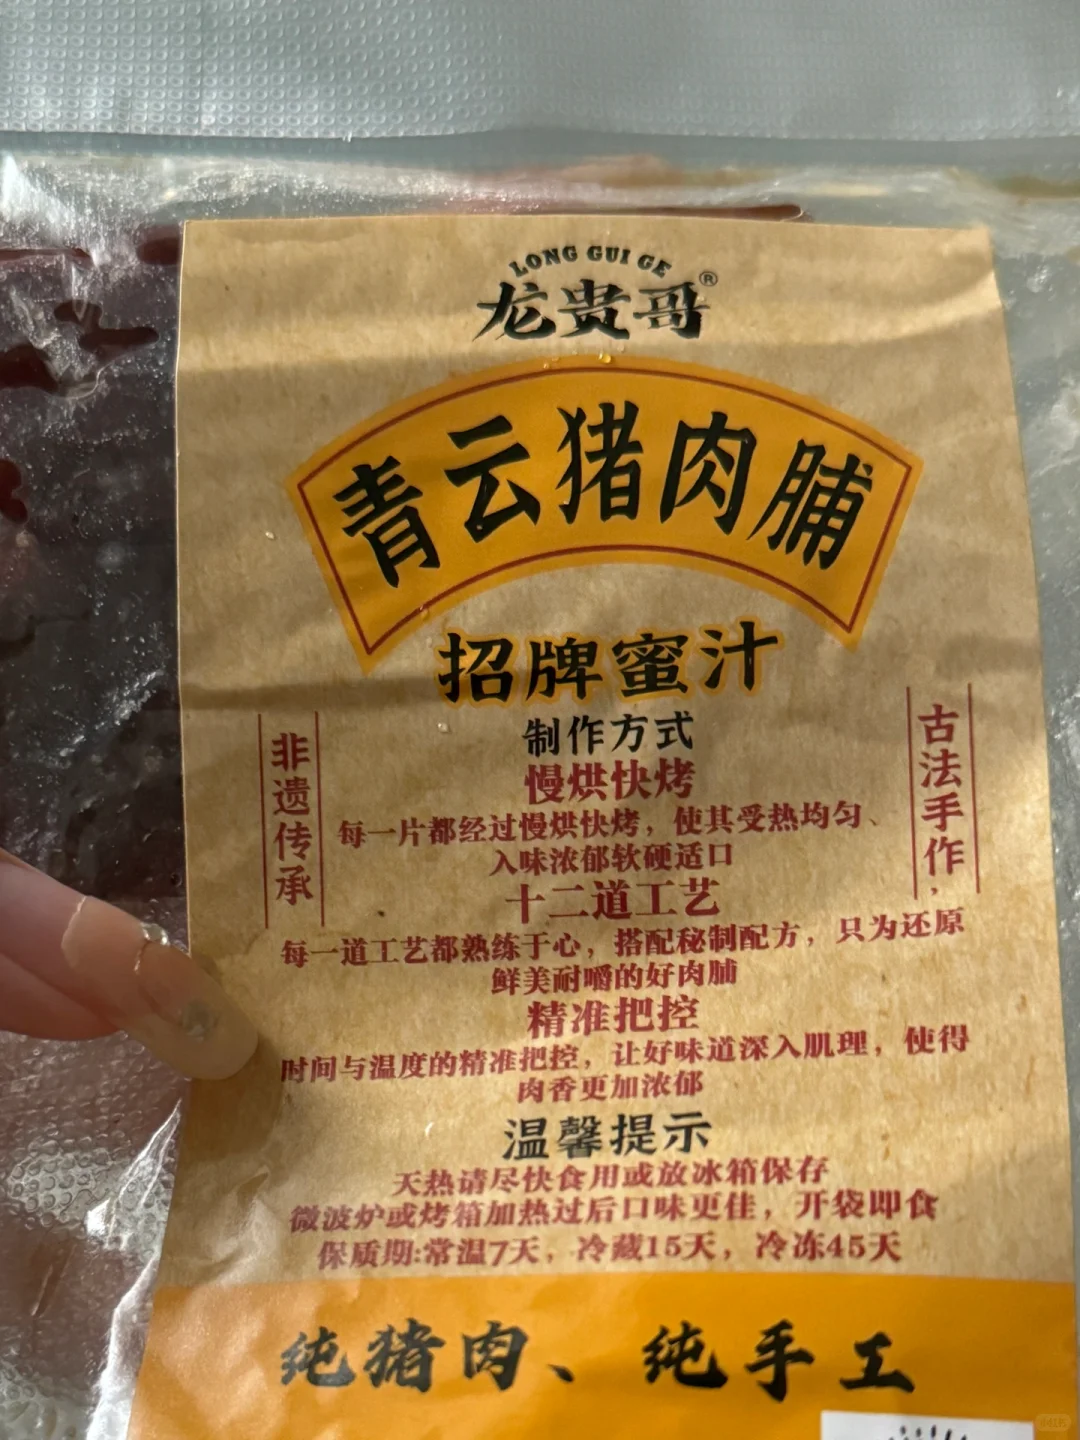 LONG GUI GE
龙贵哥®
青云猪肉脯
招牌蜜汁
制作方式
非遗传承
古法手作
慢烘快烤
每一片都经过慢烘快烤，使其受热均匀、
入味浓郁软硬适口
十二道工艺
每一道工艺都熟练于心，搭配秘制配方，只为还原
鲜美耐嚼的好肉脯
精准把控
时间与温度的精准把控，让好味道深入肌理，使得
肉香更加浓郁
温馨提示
天热请尽快食用或放冰箱保存
微波炉或烤箱加热过后口味更佳，开袋即食
保质期:常温7天，冷藏15天，冷冻45天
纯猪肉、纯手工